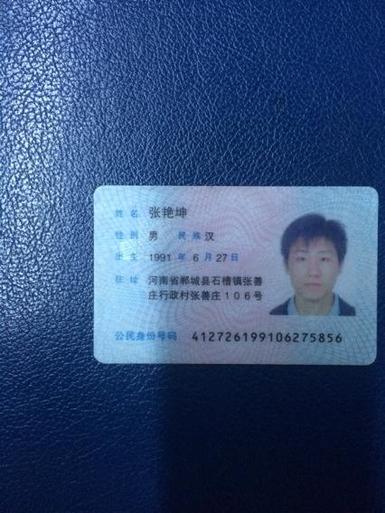 姓名 张艳坤
性别 男 民族 汉
出生 1991 年 6 月 27 日
住址 河南省郸城县石槽镇张善
庄行政村张善庄106号
公民身份号码 412726199106275856